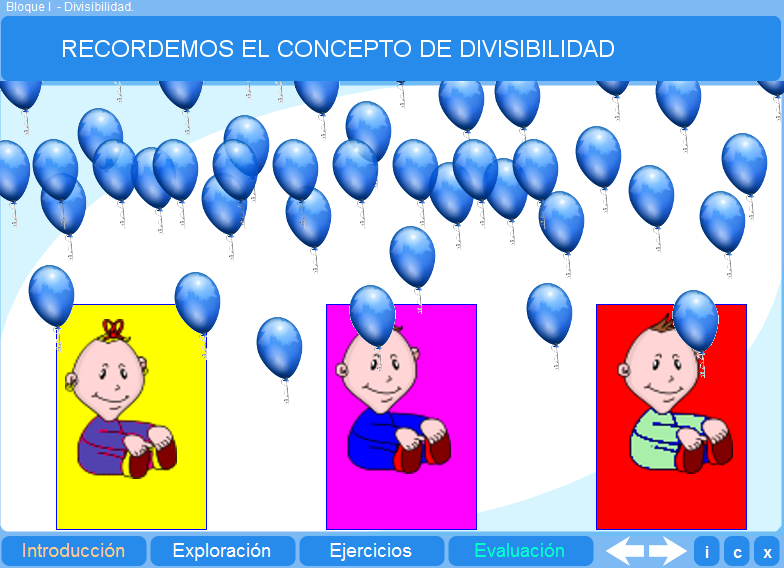 Bloque I - Divisibilidad.
RECORDEMOS EL CONCEPTO DE DIVISIBILIDAD
Introducción Exploración Ejercicios Evaluación i c x